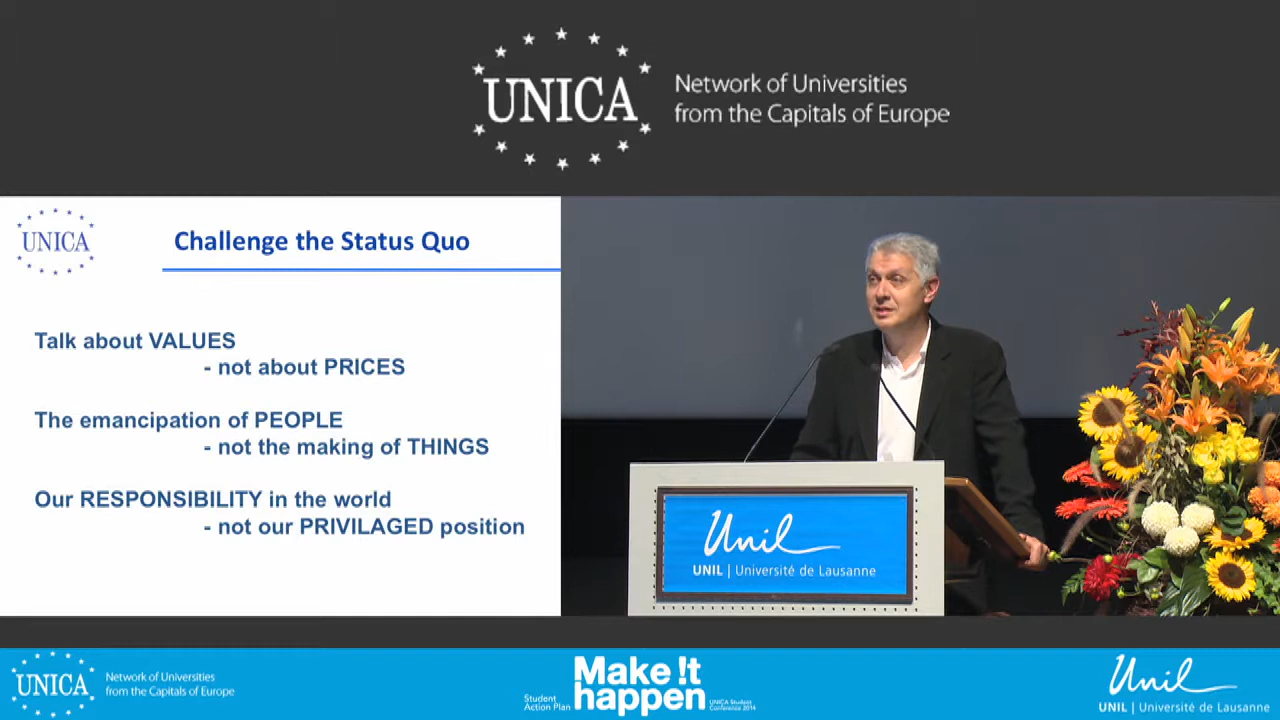 UNICA
Network of Universities
from the Capitals of Europe
UNICA
Challenge the Status Quo
Talk about VALUES
- not about PRICES
The emancipation of PEOPLE
- not the making of THINGS
Our RESPONSIBILITY in the world
- not our PRIVILAGED position
Unil
UNIL | Université de Lausanne
UNICA
Network of Universities
from the Capitals of Europe
Student
Action Plan
Make !t
happen
UNICA Student
Conference 2014
Unil
UNIL | Université de Lausanne